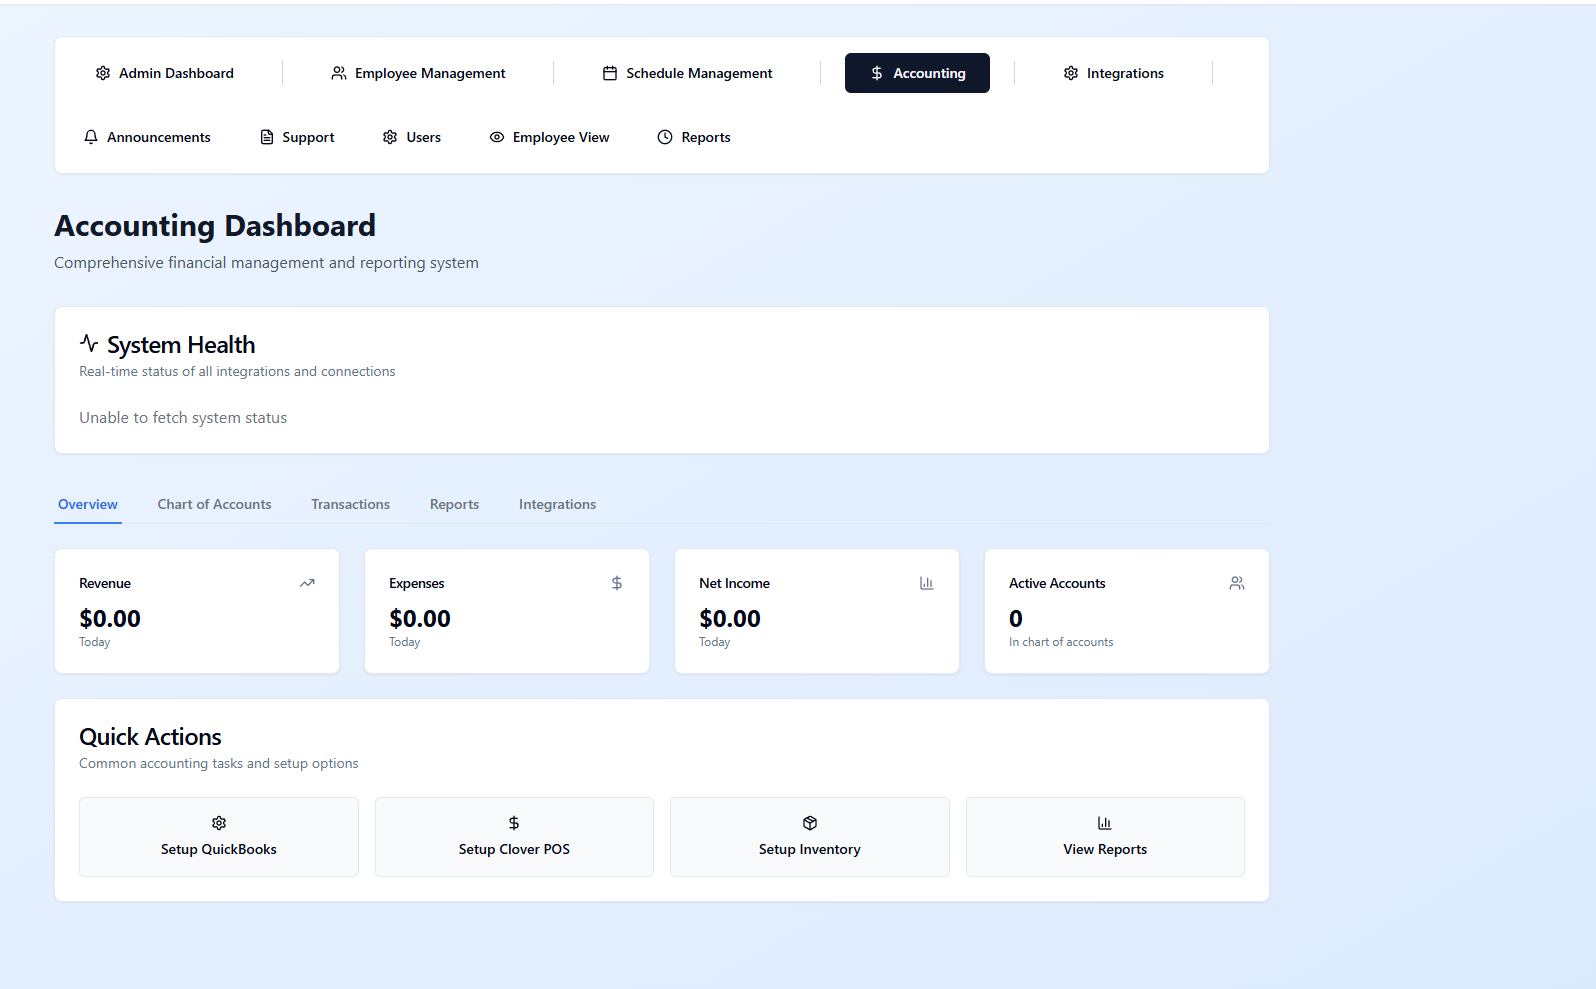 Admin Dashboard
Employee Management
Schedule Management
Accounting
Integrations
Announcements
Support
Users
Employee View
Reports
Accounting Dashboard
Comprehensive financial management and reporting system
System Health
Real-time status of all integrations and connections
Unable to fetch system status
Overview
Chart of Accounts
Transactions
Reports
Integrations
Revenue
$0.00
Today
Expenses
$0.00
Today
Net Income
$0.00
Today
Active Accounts
0
In chart of accounts
Quick Actions
Common accounting tasks and setup options
Setup QuickBooks
Setup Clover POS
Setup Inventory
View Reports